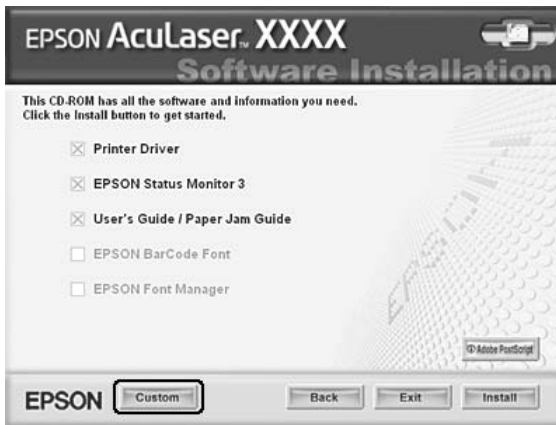 EPSON AcuLaser™ XXXX
Software Installation
This CD-ROM has all the software and information you need.
Click the Install button to get started.
Printer Driver
EPSON Status Monitor 3
User's Guide / Paper Jam Guide
EPSON BarCode Font
EPSON Font Manager
EPSON
Adobe PostScript
EPSON
Custom
Back
Exit
Install